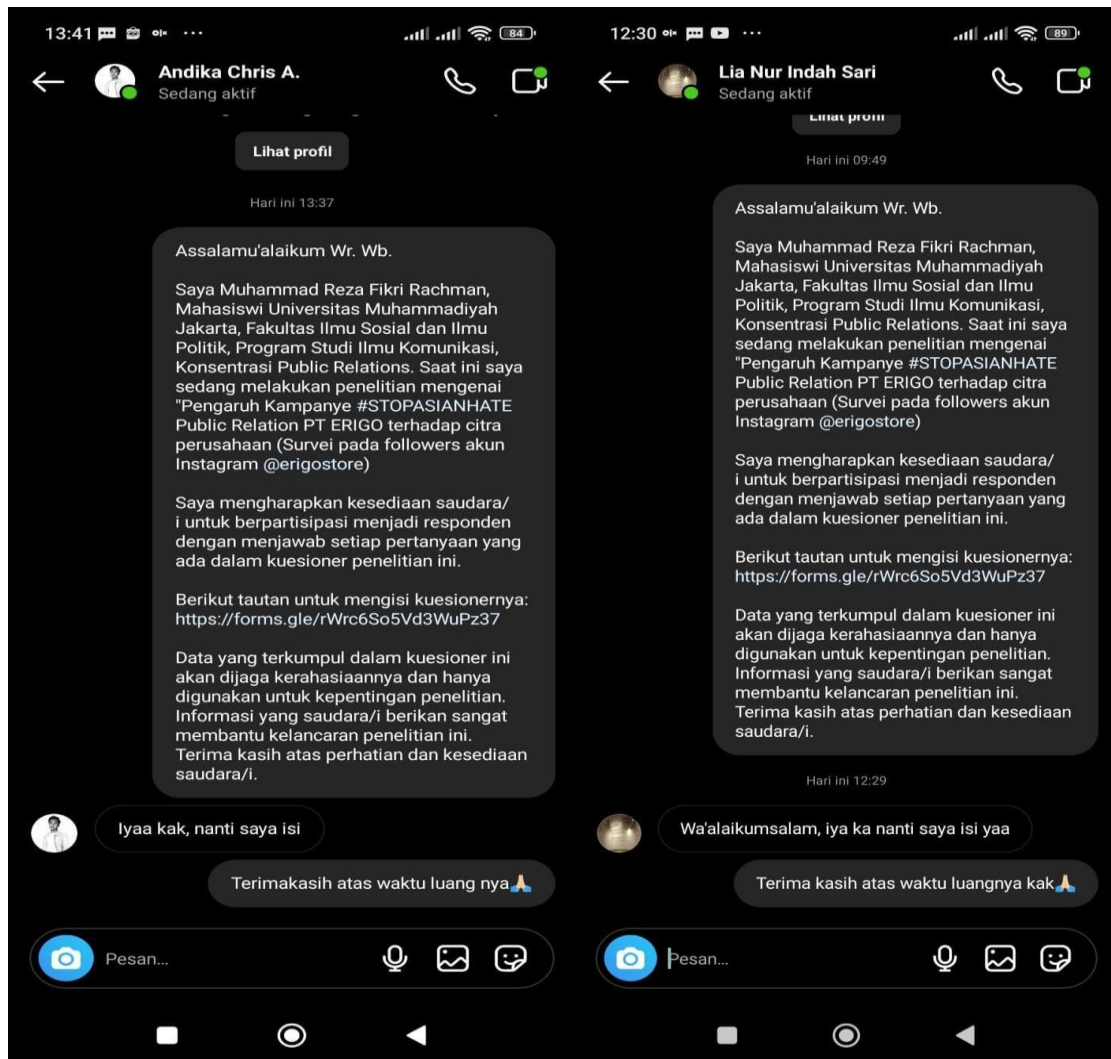 13:41
84
Andika Chris A.
Sedang aktif
Lihat profil
Hari ini 13:37
Assalamu'alaikum Wr. Wb.
Saya Muhammad Reza Fikri Rachman,
Mahasiswi Universitas Muhammadiyah
Jakarta, Fakultas Ilmu Sosial dan Ilmu
Politik, Program Studi Ilmu Komunikasi,
Konsentrasi Public Relations. Saat ini saya
sedang melakukan penelitian mengenai
"Pengaruh Kampanye #STOPASIANHATE
Public Relation PT ERIGO terhadap citra
perusahaan (Survei pada followers akun
Instagram @erigostore)
Saya mengharapkan kesediaan saudara/
i untuk berpartisipasi menjadi responden
dengan menjawab setiap pertanyaan yang
ada dalam kuesioner penelitian ini.
Berikut tautan untuk mengisi kuesionernya:
https://forms.gle/rWrc6So5Vd3WuPz37
Data yang terkumpul dalam kuesioner ini
akan dijaga kerahasiaannya dan hanya
digunakan untuk kepentingan penelitian.
Informasi yang saudara/i berikan sangat
membantu kelancaran penelitian ini.
Terima kasih atas perhatian dan kesediaan
saudara/i.
Iyaa kak, nanti saya isi
Terimakasih atas waktu luang nya🙏🏻
Pesan...
12:30
89
Lia Nur Indah Sari
Sedang aktif
Lihat profil
Hari ini 09:49
Assalamu'alaikum Wr. Wb.
Saya Muhammad Reza Fikri Rachman,
Mahasiswi Universitas Muhammadiyah
Jakarta, Fakultas Ilmu Sosial dan Ilmu
Politik, Program Studi Ilmu Komunikasi,
Konsentrasi Public Relations. Saat ini saya
sedang melakukan penelitian mengenai
"Pengaruh Kampanye #STOPASIANHATE
Public Relation PT ERIGO terhadap citra
perusahaan (Survei pada followers akun
Instagram @erigostore)
Saya mengharapkan kesediaan saudara/
i untuk berpartisipasi menjadi responden
dengan menjawab setiap pertanyaan yang
ada dalam kuesioner penelitian ini.
Berikut tautan untuk mengisi kuesionernya:
https://forms.gle/rWrc6So5Vd3WuPz37
Data yang terkumpul dalam kuesioner ini
akan dijaga kerahasiaannya dan hanya
digunakan untuk kepentingan penelitian.
Informasi yang saudara/i berikan sangat
membantu kelancaran penelitian ini.
Terima kasih atas perhatian dan kesediaan
saudara/i.
Hari ini 12:29
Wa'alaikumsalam, iya ka nanti saya isi yaa
Terima kasih atas waktu luangnya kak🙏🏻
Pesan...